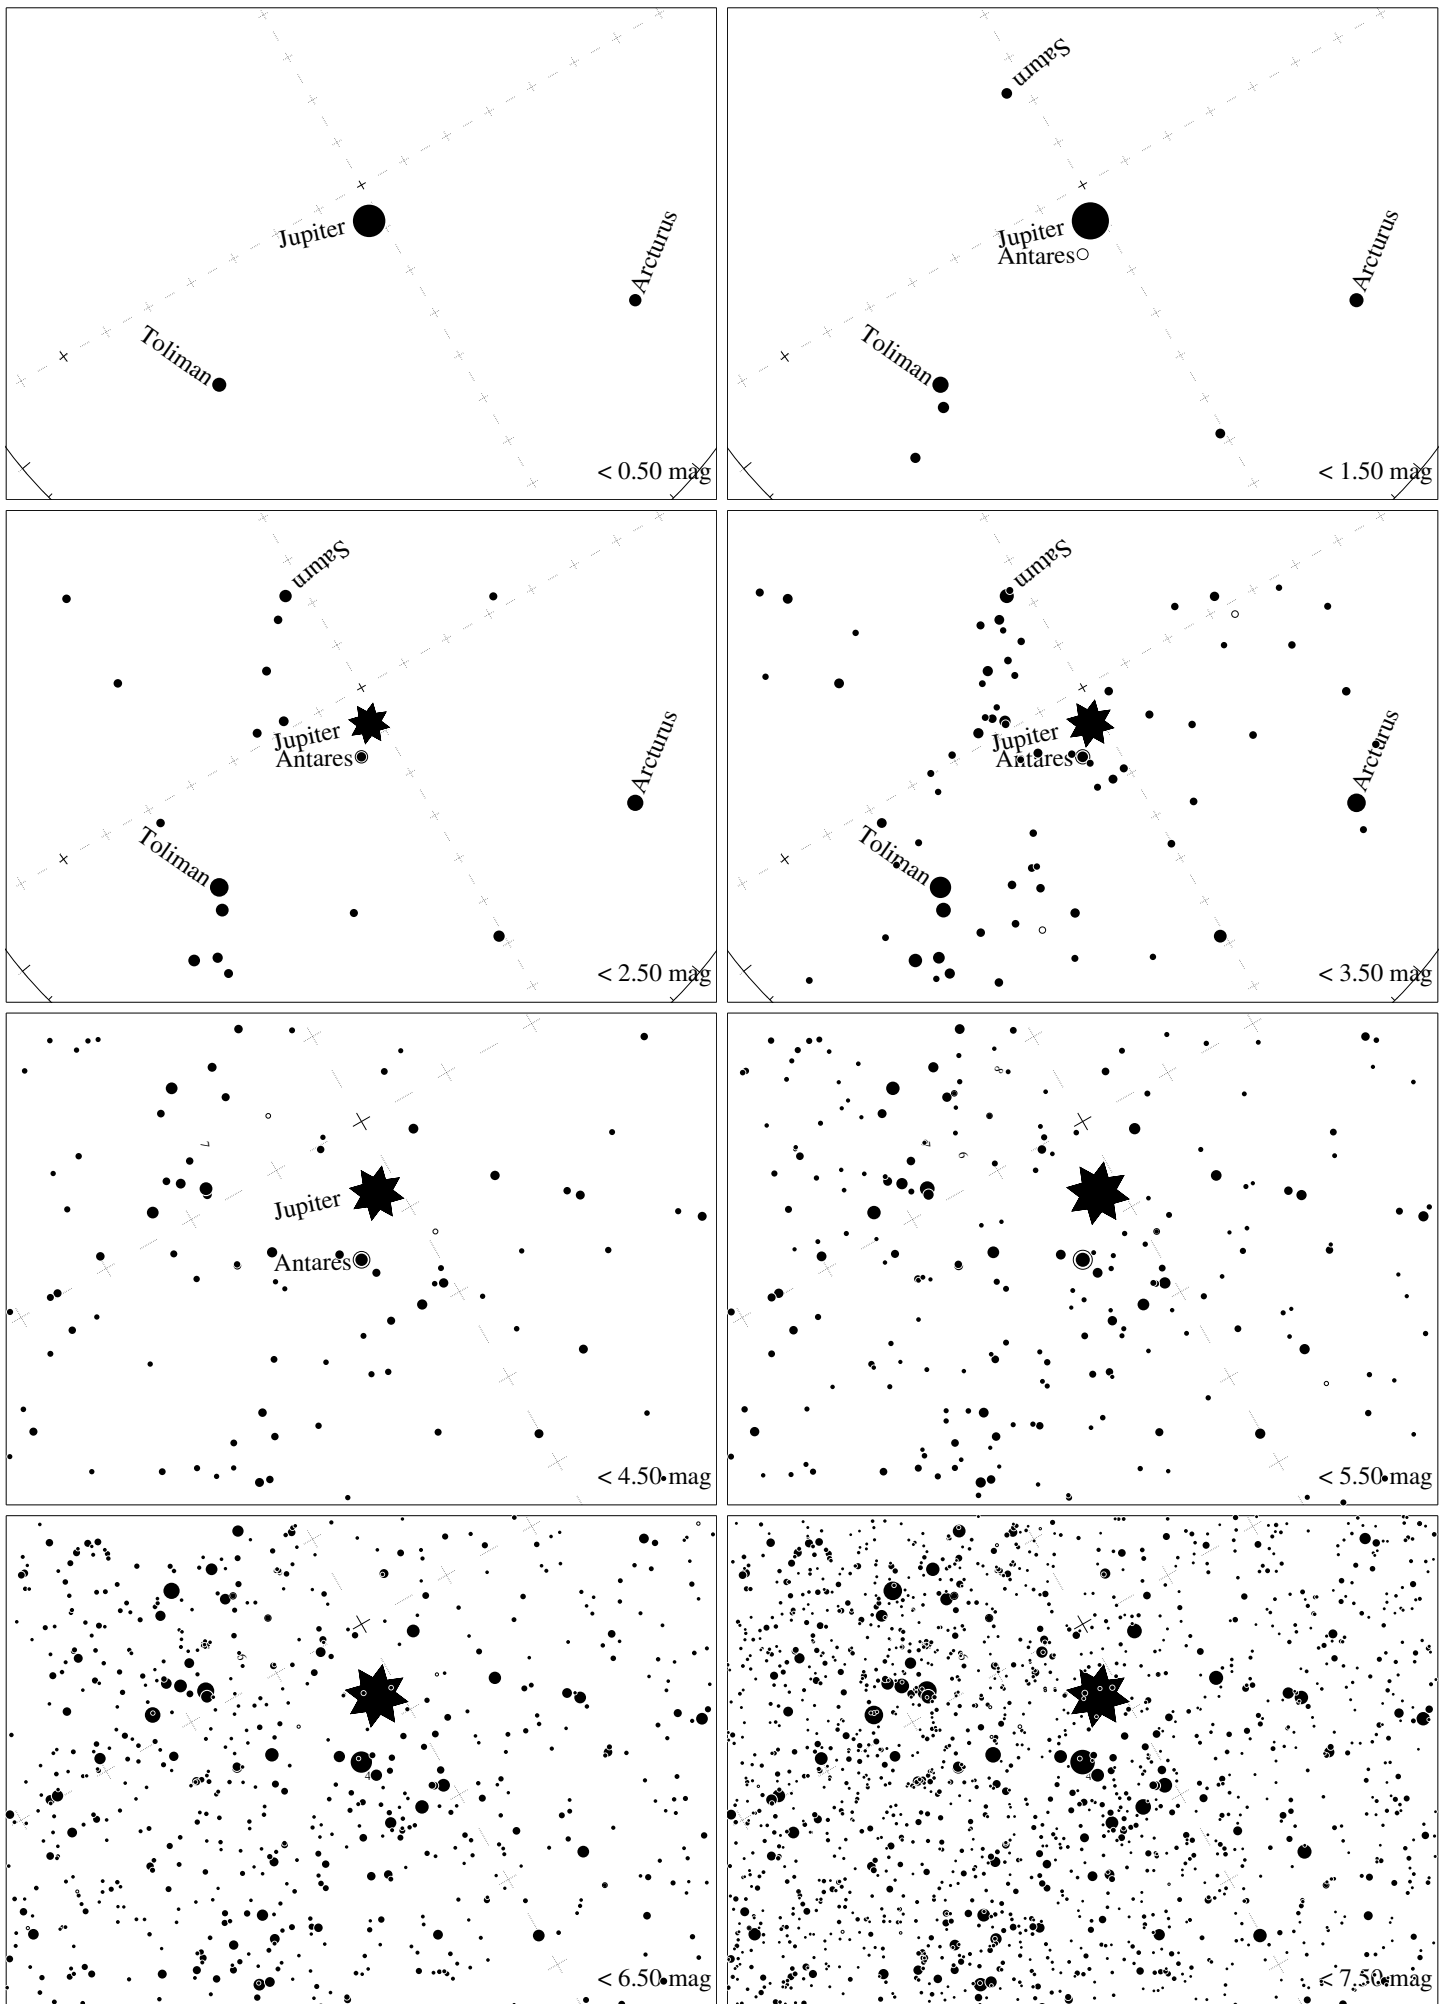 Jupiter
Arcturus
Toliman
< 0.50 mag
Saturn
Jupiter
Antares
Arcturus
Toliman
< 1.50 mag
Saturn
Jupiter
Antares
Arcturus
Toliman
< 2.50 mag
Saturn
Jupiter
Antares
Arcturus
Toliman
< 3.50 mag
7
Jupiter
Antares
< 4.50 mag
< 5.50 mag
< 6.50 mag
< 7.50 mag